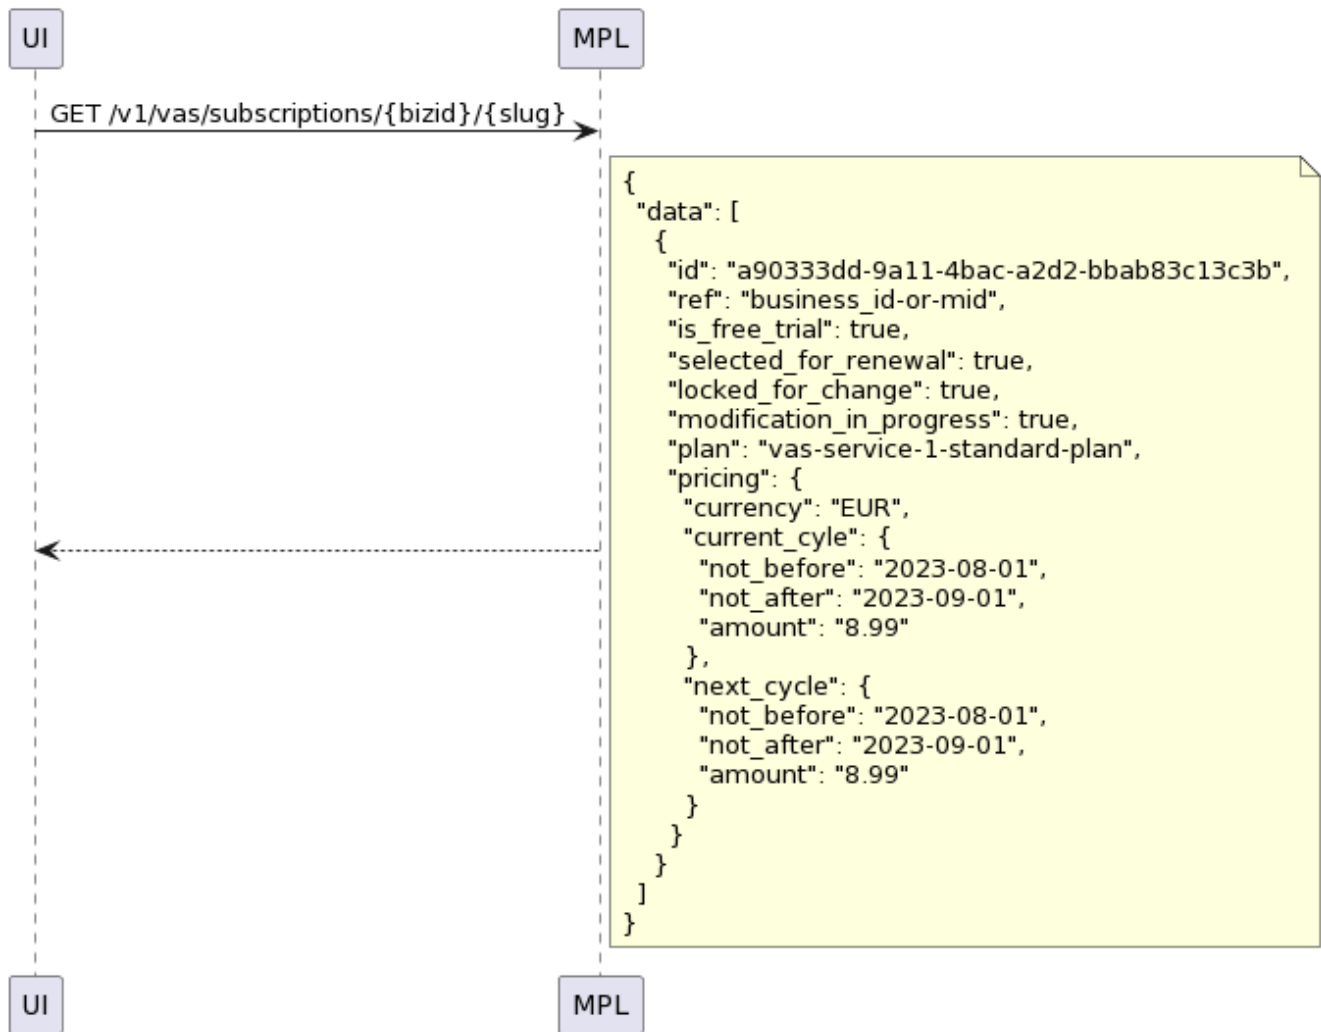 UI
MPL
GET /v1/vas/subscriptions/{bizid}/{slug}
{
"data": [
{
"id": "a90333dd-9a11-4bac-a2d2-bbab83c13c3b",
"ref": "business_id-or-mid",
"is_free_trial": true,
"selected_for_renewal": true,
"locked_for_change": true,
"modification_in_progress": true,
"plan": "vas-service-1-standard-plan",
"pricing": {
"currency": "EUR",
"current_cyle": {
"not_before": "2023-08-01",
"not_after": "2023-09-01",
"amount": "8.99"
},
"next_cycle": {
"not_before": "2023-08-01",
"not_after": "2023-09-01",
"amount": "8.99"
}
}
}
]
}
UI
MPL